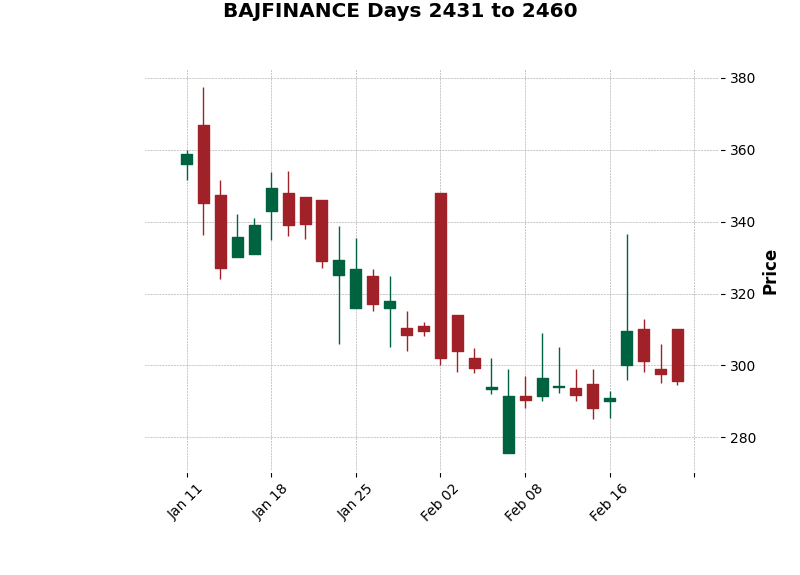 BAJFINANCE Days 2431 to 2460
380
360
340
320
300
280
Price
Jan 11
Jan 18
Jan 25
Feb 02
Feb 08
Feb 16